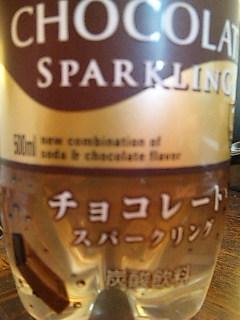 CHOCOLAT
SPARKLING
500ml
new combination of
soda & chocolate flavor
チョコレート
スパークリング
炭酸飲料